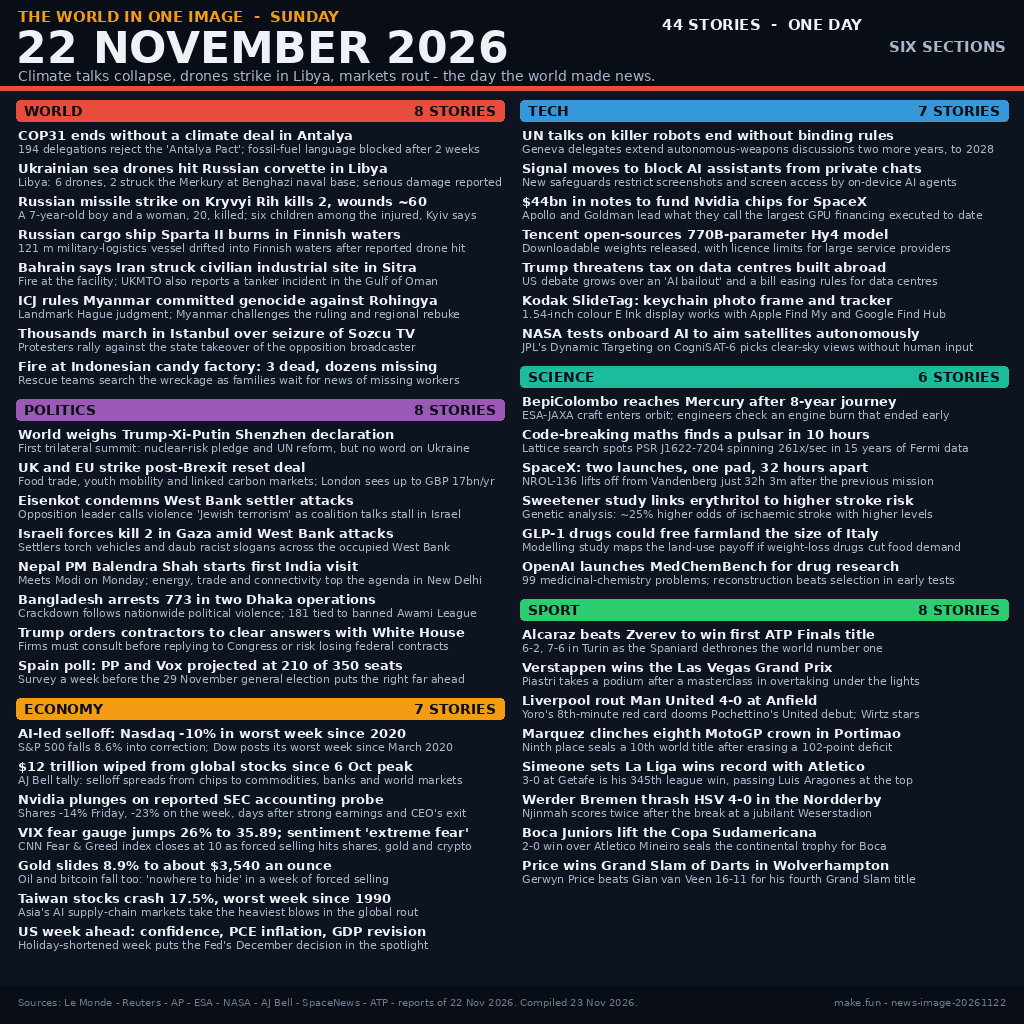 THE WORLD IN ONE IMAGE - SUNDAY
22 NOVEMBER 2026
Climate talks collapse, drones strike in Libya, markets rout - the day the world made news.
44 STORIES - ONE DAY
SIX SECTIONS
WORLD 8 STORIES
COP31 ends without a climate deal in Antalya
194 delegations reject the 'Antalya Pact'; fossil-fuel language blocked after 2 weeks
Ukrainian sea drones hit Russian corvette in Libya
Libya: 6 drones, 2 struck the Merkury at Benghazi naval base; serious damage reported
Russian missile strike on Kryvyi Rih kills 2, wounds ~60
A 7-year-old boy and a woman, 20, killed; six children among the injured, Kyiv says
Russian cargo ship Sparta II burns in Finnish waters
121 m military-logistics vessel drifted into Finnish waters after reported drone hit
Bahrain says Iran struck civilian industrial site in Sitra
Fire at the facility; UKMTO also reports a tanker incident in the Gulf of Oman
ICJ rules Myanmar committed genocide against Rohingya
Landmark Hague judgment; Myanmar challenges the ruling and regional rebuke
Thousands march in Istanbul over seizure of Sozcu TV
Protesters rally against the state takeover of the opposition broadcaster
Fire at Indonesian candy factory: 3 dead, dozens missing
Rescue teams search the wreckage as families wait for news of missing workers
POLITICS 8 STORIES
World weighs Trump-Xi-Putin Shenzhen declaration
First trilateral summit: nuclear-risk pledge and UN reform, but no word on Ukraine
UK and EU strike post-Brexit reset deal
Food trade, youth mobility and linked carbon markets; London sees up to GBP 17bn/yr
Eisenkot condemns West Bank settler attacks
Opposition leader calls violence 'Jewish terrorism' as coalition talks stall in Israel
Israeli forces kill 2 in Gaza amid West Bank attacks
Settlers torch vehicles and daub racist slogans across the occupied West Bank
Nepal PM Balendra Shah starts first India visit
Meets Modi on Monday; energy, trade and connectivity top the agenda in New Delhi
Bangladesh arrests 773 in two Dhaka operations
Crackdown follows nationwide political violence; 181 tied to banned Awami League
Trump orders contractors to clear answers with White House
Firms must consult before replying to Congress or risk losing federal contracts
Spain poll: PP and Vox projected at 210 of 350 seats
Survey a week before the 29 November general election puts the right far ahead
ECONOMY 7 STORIES
AI-led selloff: Nasdaq -10% in worst week since 2020
S&P 500 falls 8.6% into correction; Dow posts its worst week since March 2020
$12 trillion wiped from global stocks since 6 Oct peak
AJ Bell tally: selloff spreads from chips to commodities, banks and world markets
Nvidia plunges on reported SEC accounting probe
Shares -14% Friday, -23% on the week, days after strong earnings and CEO's exit
VIX fear gauge jumps 26% to 35.89; sentiment 'extreme fear'
CNN Fear & Greed index closes at 10 as forced selling hits shares, gold and crypto
Gold slides 8.9% to about $3,540 an ounce
Oil and bitcoin fall too: 'nowhere to hide' in a week of forced selling
Taiwan stocks crash 17.5%, worst week since 1990
Asia's AI supply-chain markets take the heaviest blows in the global rout
US week ahead: confidence, PCE inflation, GDP revision
Holiday-shortened week puts the Fed's December decision in the spotlight
TECH 7 STORIES
UN talks on killer robots end without binding rules
Geneva delegates extend autonomous-weapons discussions two more years, to 2028
Signal moves to block AI assistants from private chats
New safeguards restrict screenshots and screen access by on-device AI agents
$44bn in notes to fund Nvidia chips for SpaceX
Apollo and Goldman lead what they call the largest GPU financing executed to date
Tencent open-sources 770B-parameter Hy4 model
Downloadable weights released, with licence limits for large service providers
Trump threatens tax on data centres built abroad
US debate grows over an 'AI bailout' and a bill easing rules for data centres
Kodak SlideTag: keychain photo frame and tracker
1.54-inch colour E Ink display works with Apple Find My and Google Find Hub
NASA tests onboard AI to aim satellites autonomously
JPL's Dynamic Targeting on CogniSAT-6 picks clear-sky views without human input
SCIENCE 6 STORIES
BepiColombo reaches Mercury after 8-year journey
ESA-JAXA craft enters orbit; engineers check an engine burn that ended early
Code-breaking maths finds a pulsar in 10 hours
Lattice search spots PSR J1622-7204 spinning 261x/sec in 15 years of Fermi data
SpaceX: two launches, one pad, 32 hours apart
NROL-136 lifts off from Vandenberg just 32h 3m after the previous mission
Sweetener study links erythritol to higher stroke risk
Genetic analysis: ~25% higher odds of ischaemic stroke with higher levels
GLP-1 drugs could free farmland the size of Italy
Modelling study maps the land-use payoff if weight-loss drugs cut food demand
OpenAI launches MedChemBench for drug research
99 medicinal-chemistry problems; reconstruction beats selection in early tests
SPORT 8 STORIES
Alcaraz beats Zverev to win first ATP Finals title
6-2, 7-6 in Turin as the Spaniard dethrones the world number one
Verstappen wins the Las Vegas Grand Prix
Piastri takes a podium after a masterclass in overtaking under the lights
Liverpool rout Man United 4-0 at Anfield
Yoro's 8th-minute red card dooms Pochettino's United debut; Wirtz stars
Marquez clinches eighth MotoGP crown in Portimao
Ninth place seals a 10th world title after erasing a 102-point deficit
Simeone sets La Liga wins record with Atletico
3-0 at Getafe is his 345th league win, passing Luis Aragones at the top
Werder Bremen thrash HSV 4-0 in the Nordderby
Njinmah scores twice after the break at a jubilant Weserstadion
Boca Juniors lift the Copa Sudamericana
2-0 win over Atletico Mineiro seals the continental trophy for Boca
Price wins Grand Slam of Darts in Wolverhampton
Gerwyn Price beats Gian van Veen 16-11 for his fourth Grand Slam title
Sources: Le Monde - Reuters - AP - ESA - NASA - AJ Bell - SpaceNews - ATP - reports of 22 Nov 2026. Compiled 23 Nov 2026.
make.fun - news-image-20261122